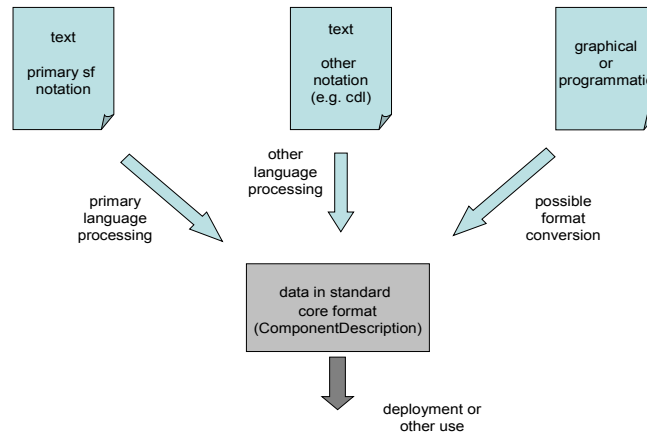 text
primary sf
notation
text
other
notation
(e.g. cdl)
graphical
or
programmatic
primary
language
processing
other
language
processing
possible
format
conversion
data in standard
core format
(ComponentDescription)
deployment or
other use